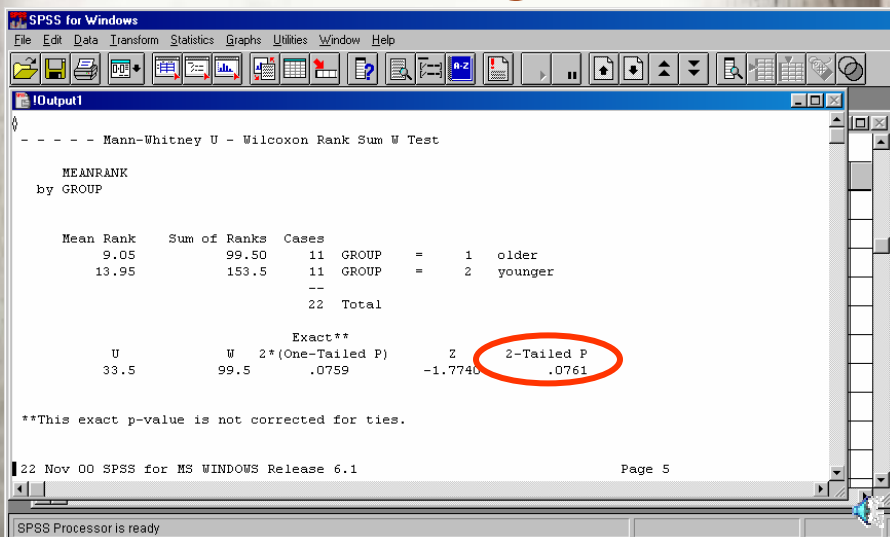 SPSS for Windows
File Edit Data Transform Statistics Graphs Utilities Window Help
A-Z
!Output1
- - - - - Mann-Whitney U - Wilcoxon Rank Sum W Test
MEANRANK
by GROUP
Mean Rank Sum of Ranks Cases
9.05 99.50 11 GROUP = 1 older
13.95 153.5 11 GROUP = 2 younger
--
22 Total
Exact**
U W 2*(One-Tailed P) Z 2-Tailed P
33.5 99.5 .0759 -1.7740 .0761
**This exact p-value is not corrected for ties.
22 Nov 00 SPSS for MS WINDOWS Release 6.1 Page 5
SPSS Processor is ready